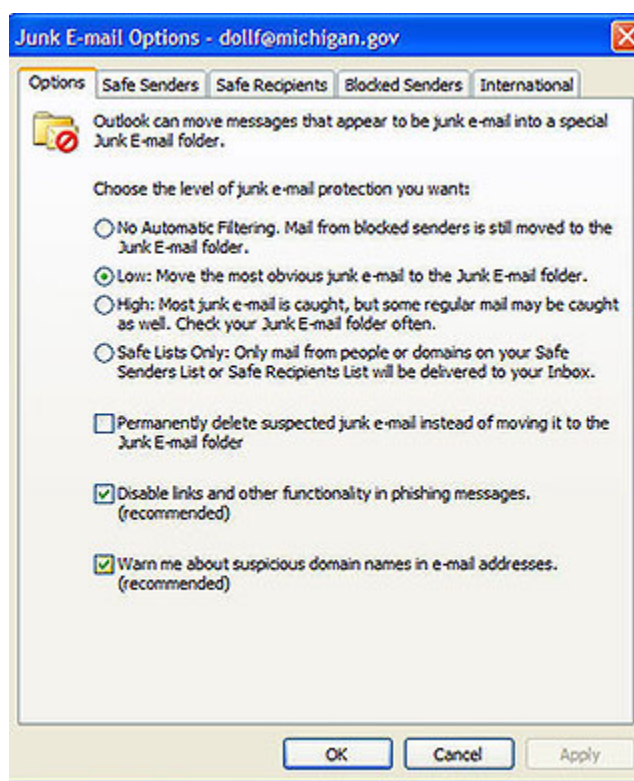 Junk E-mail Options - dollf@michigan.gov
Options Safe Senders Safe Recipients Blocked Senders International
Outlook can move messages that appear to be junk e-mail into a special
Junk E-mail folder.
Choose the level of junk e-mail protection you want:
No Automatic Filtering. Mail from blocked senders is still moved to the
Junk E-mail folder.
Low: Move the most obvious junk e-mail to the Junk E-mail folder.
High: Most junk e-mail is caught, but some regular mail may be caught
as well. Check your Junk E-mail folder often.
Safe Lists Only: Only mail from people or domains on your Safe
Senders List or Safe Recipients List will be delivered to your Inbox.
Permanently delete suspected junk e-mail instead of moving it to the
Junk E-mail folder
Disable links and other functionality in phishing messages.
(recommended)
Warn me about suspicious domain names in e-mail addresses.
(recommended)
OK Cancel Apply